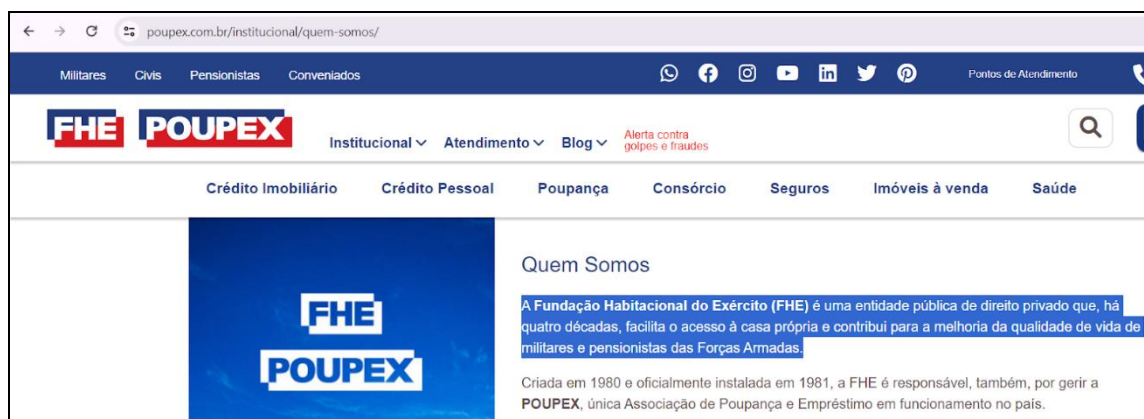 poupex.com.br/institucional/quem-somos/
Militares Civis Pensionistas Conveniados Pontos de Atendimento
FHE POUPEX Institucional Atendimento Blog Alerta contra
golpes e fraudes
Crédito Imobiliário Crédito Pessoal Poupança Consórcio Seguros Imóveis à venda Saúde
FHE
POUPEX
Quem Somos
A Fundação Habitacional do Exército (FHE) é uma entidade pública de direito privado que, há
quatro décadas, facilita o acesso à casa própria e contribui para a melhoria da qualidade de vida de
militares e pensionistas das Forças Armadas.
Criada em 1980 e oficialmente instalada em 1981, a FHE é responsável, também, por gerir a
POUPEX, única Associação de Poupança e Empréstimo em funcionamento no país.